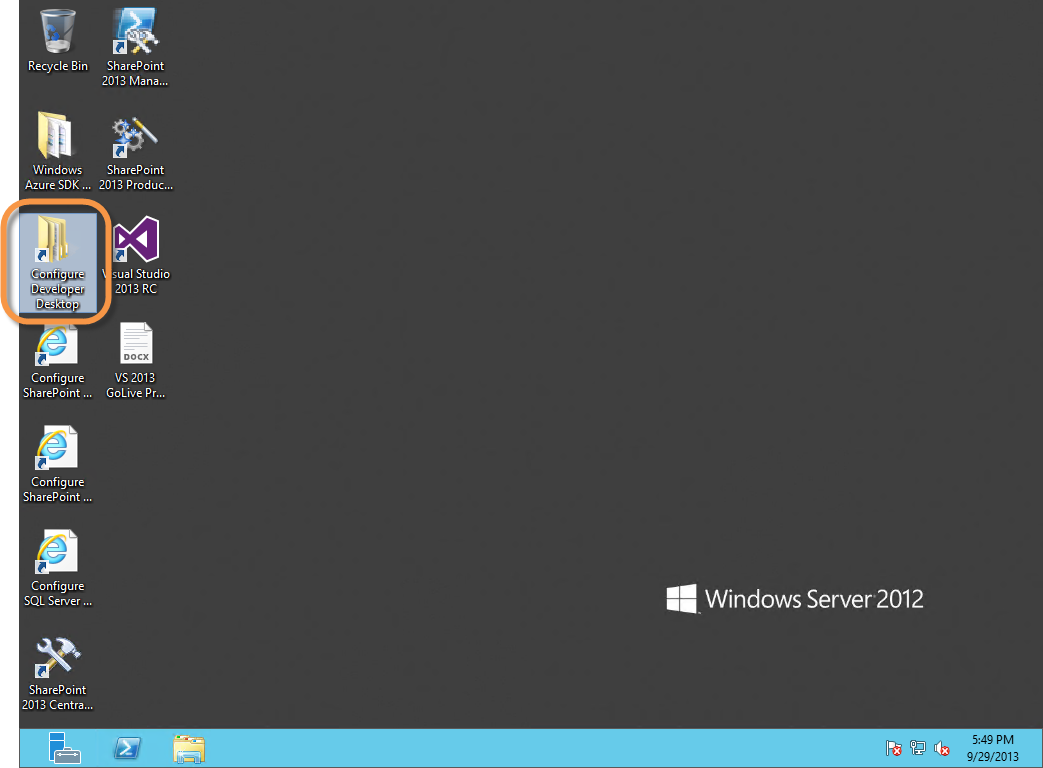 Recycle Bin
SharePoint
2013 Mana...
Windows
Azure SDK ...
SharePoint
2013 Produc...
Configure
Developer
Desktop
Visual Studio
2013 RC
Configure
SharePoint ...
DOCX
VS 2013
GoLive Pr...
Configure
SharePoint ...
Configure
SQL Server ...
SharePoint
2013 Centra...
Windows Server 2012
5:49 PM
9/29/2013